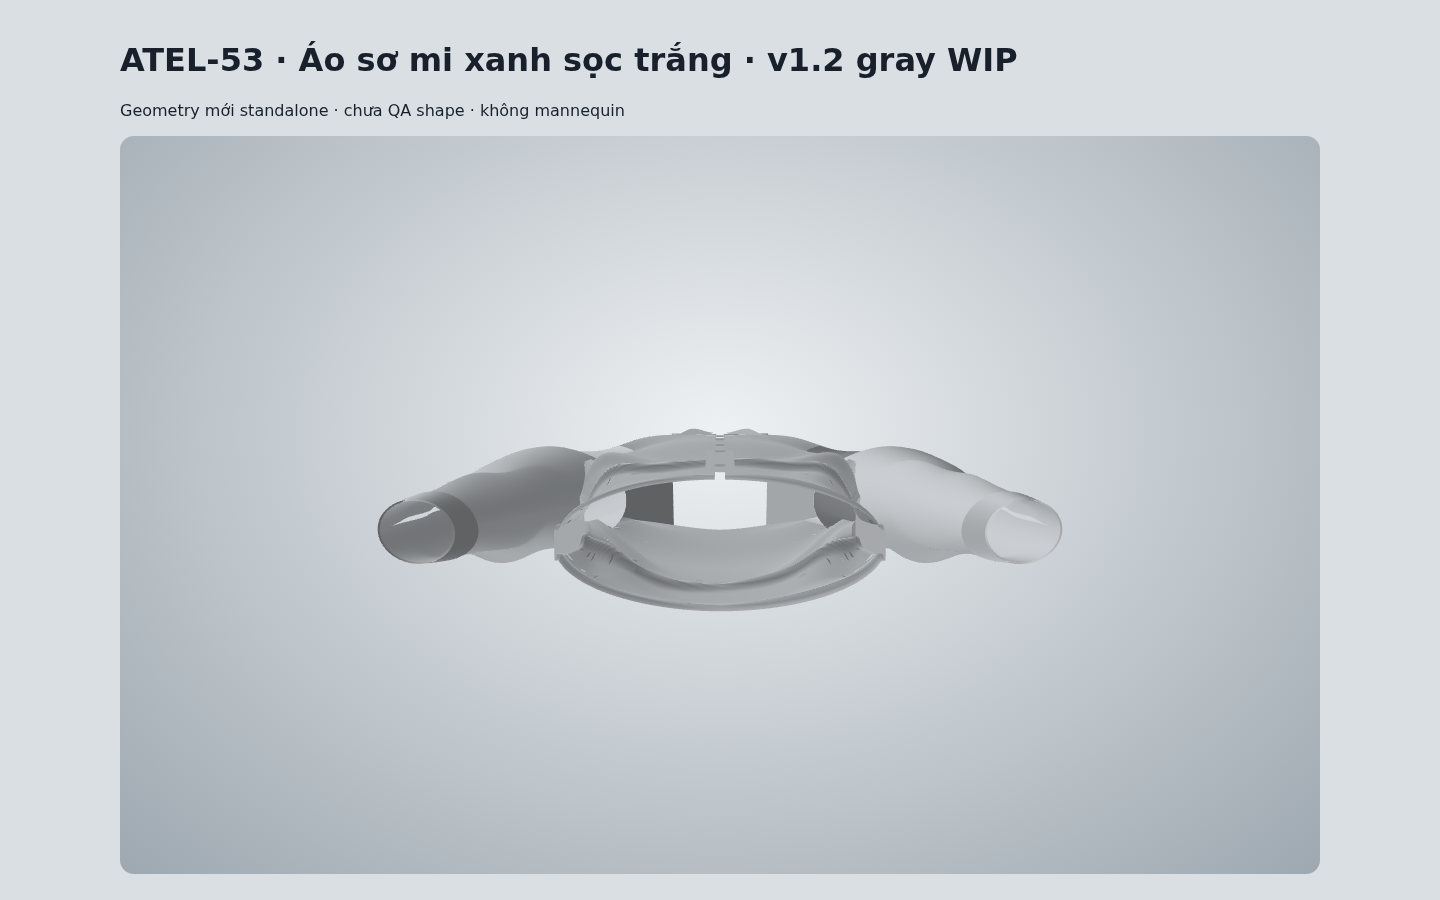 ATEL-53 · Áo sơ mi xanh sọc trắng · v1.2 gray WIP
Geometry mới standalone · chưa QA shape · không mannequin